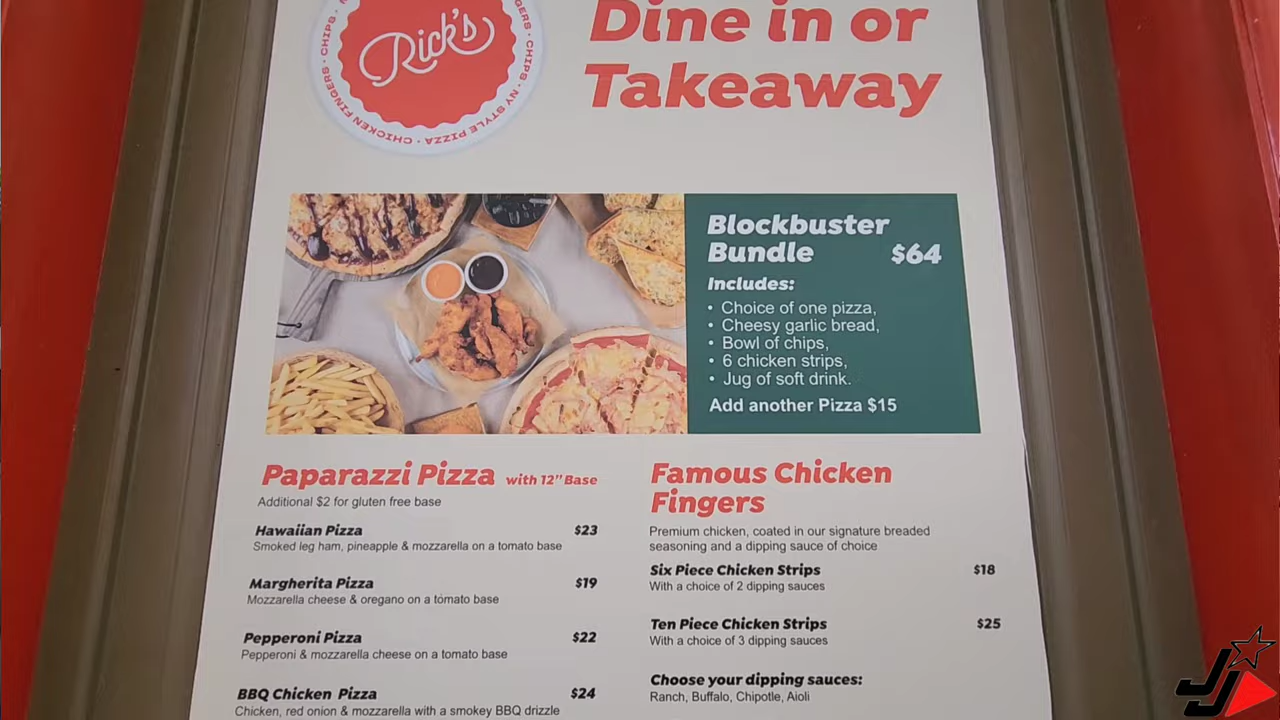 Rick's
CHIPS · NY STYLE PIZZA · CHICKEN FINGERS · CHIPS ·
Dine in or
Takeaway
Blockbuster
Bundle $64
Includes:
• Choice of one pizza,
• Cheesy garlic bread,
• Bowl of chips,
• 6 chicken strips,
• Jug of soft drink.
Add another Pizza $15
Paparazzi Pizza with 12" Base
Additional $2 for gluten free base
Hawaiian Pizza $23
Smoked leg ham, pineapple & mozzarella on a tomato base
Margherita Pizza $19
Mozzarella cheese & oregano on a tomato base
Pepperoni Pizza $22
Pepperoni & mozzarella cheese on a tomato base
BBQ Chicken Pizza $24
Chicken, red onion & mozzarella with a smokey BBQ drizzle
Famous Chicken
Fingers
Premium chicken, coated in our signature breaded
seasoning and a dipping sauce of choice
Six Piece Chicken Strips $18
With a choice of 2 dipping sauces
Ten Piece Chicken Strips $25
With a choice of 3 dipping sauces
Choose your dipping sauces:
Ranch, Buffalo, Chipotle, Aioli